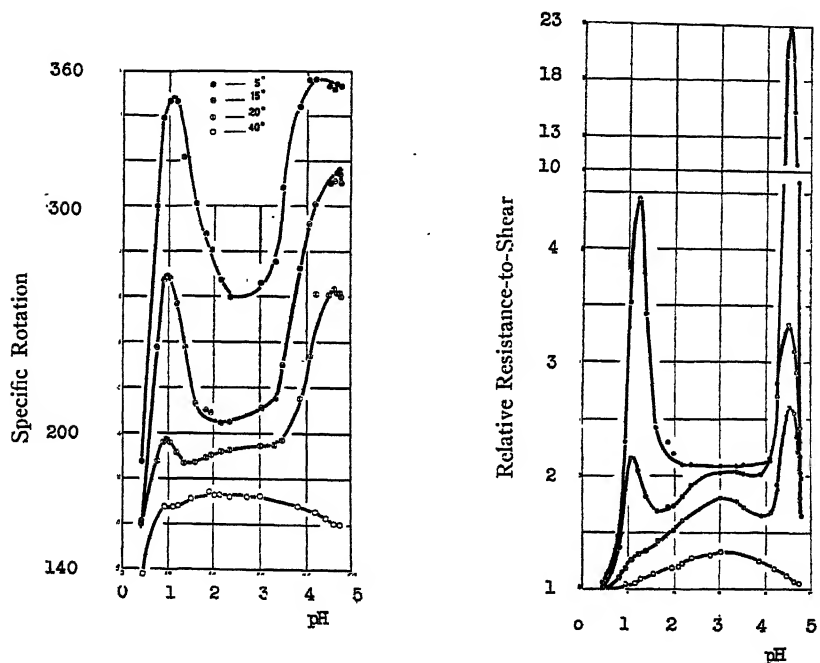 360
300
200
140
Specific Rotation
— 5°
— 15°
— 20°
— 40°
0 1 2 3 4 5
pH
23
18
13
10
4
3
2
1
Relative Resistance-to-Shear
0 1 2 3 4 5
pH